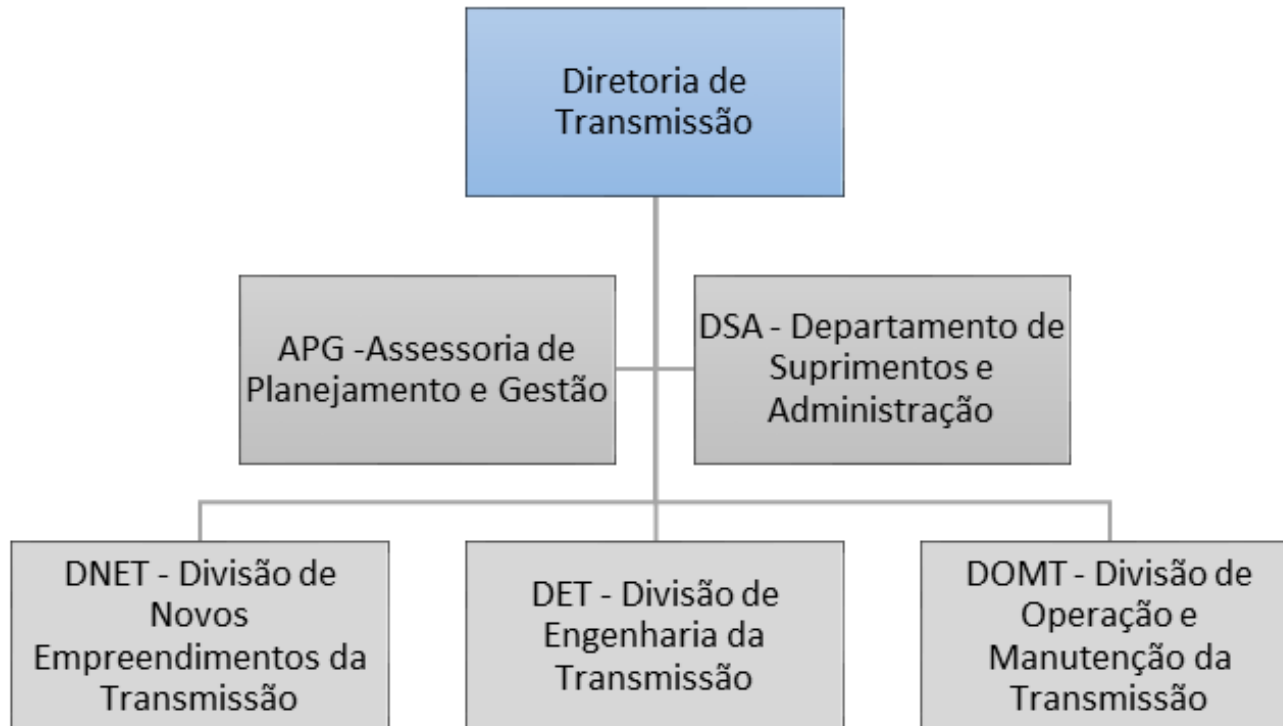 Diretoria de
Transmissão
APG -Assessoria de
Planejamento e Gestão
DSA - Departamento de
Suprimentos e
Administração
DNET - Divisão de
Novos
Empreendimentos da
Transmissão
DET - Divisão de
Engenharia da
Transmissão
DOMT - Divisão de
Operação e
Manutenção da
Transmissão